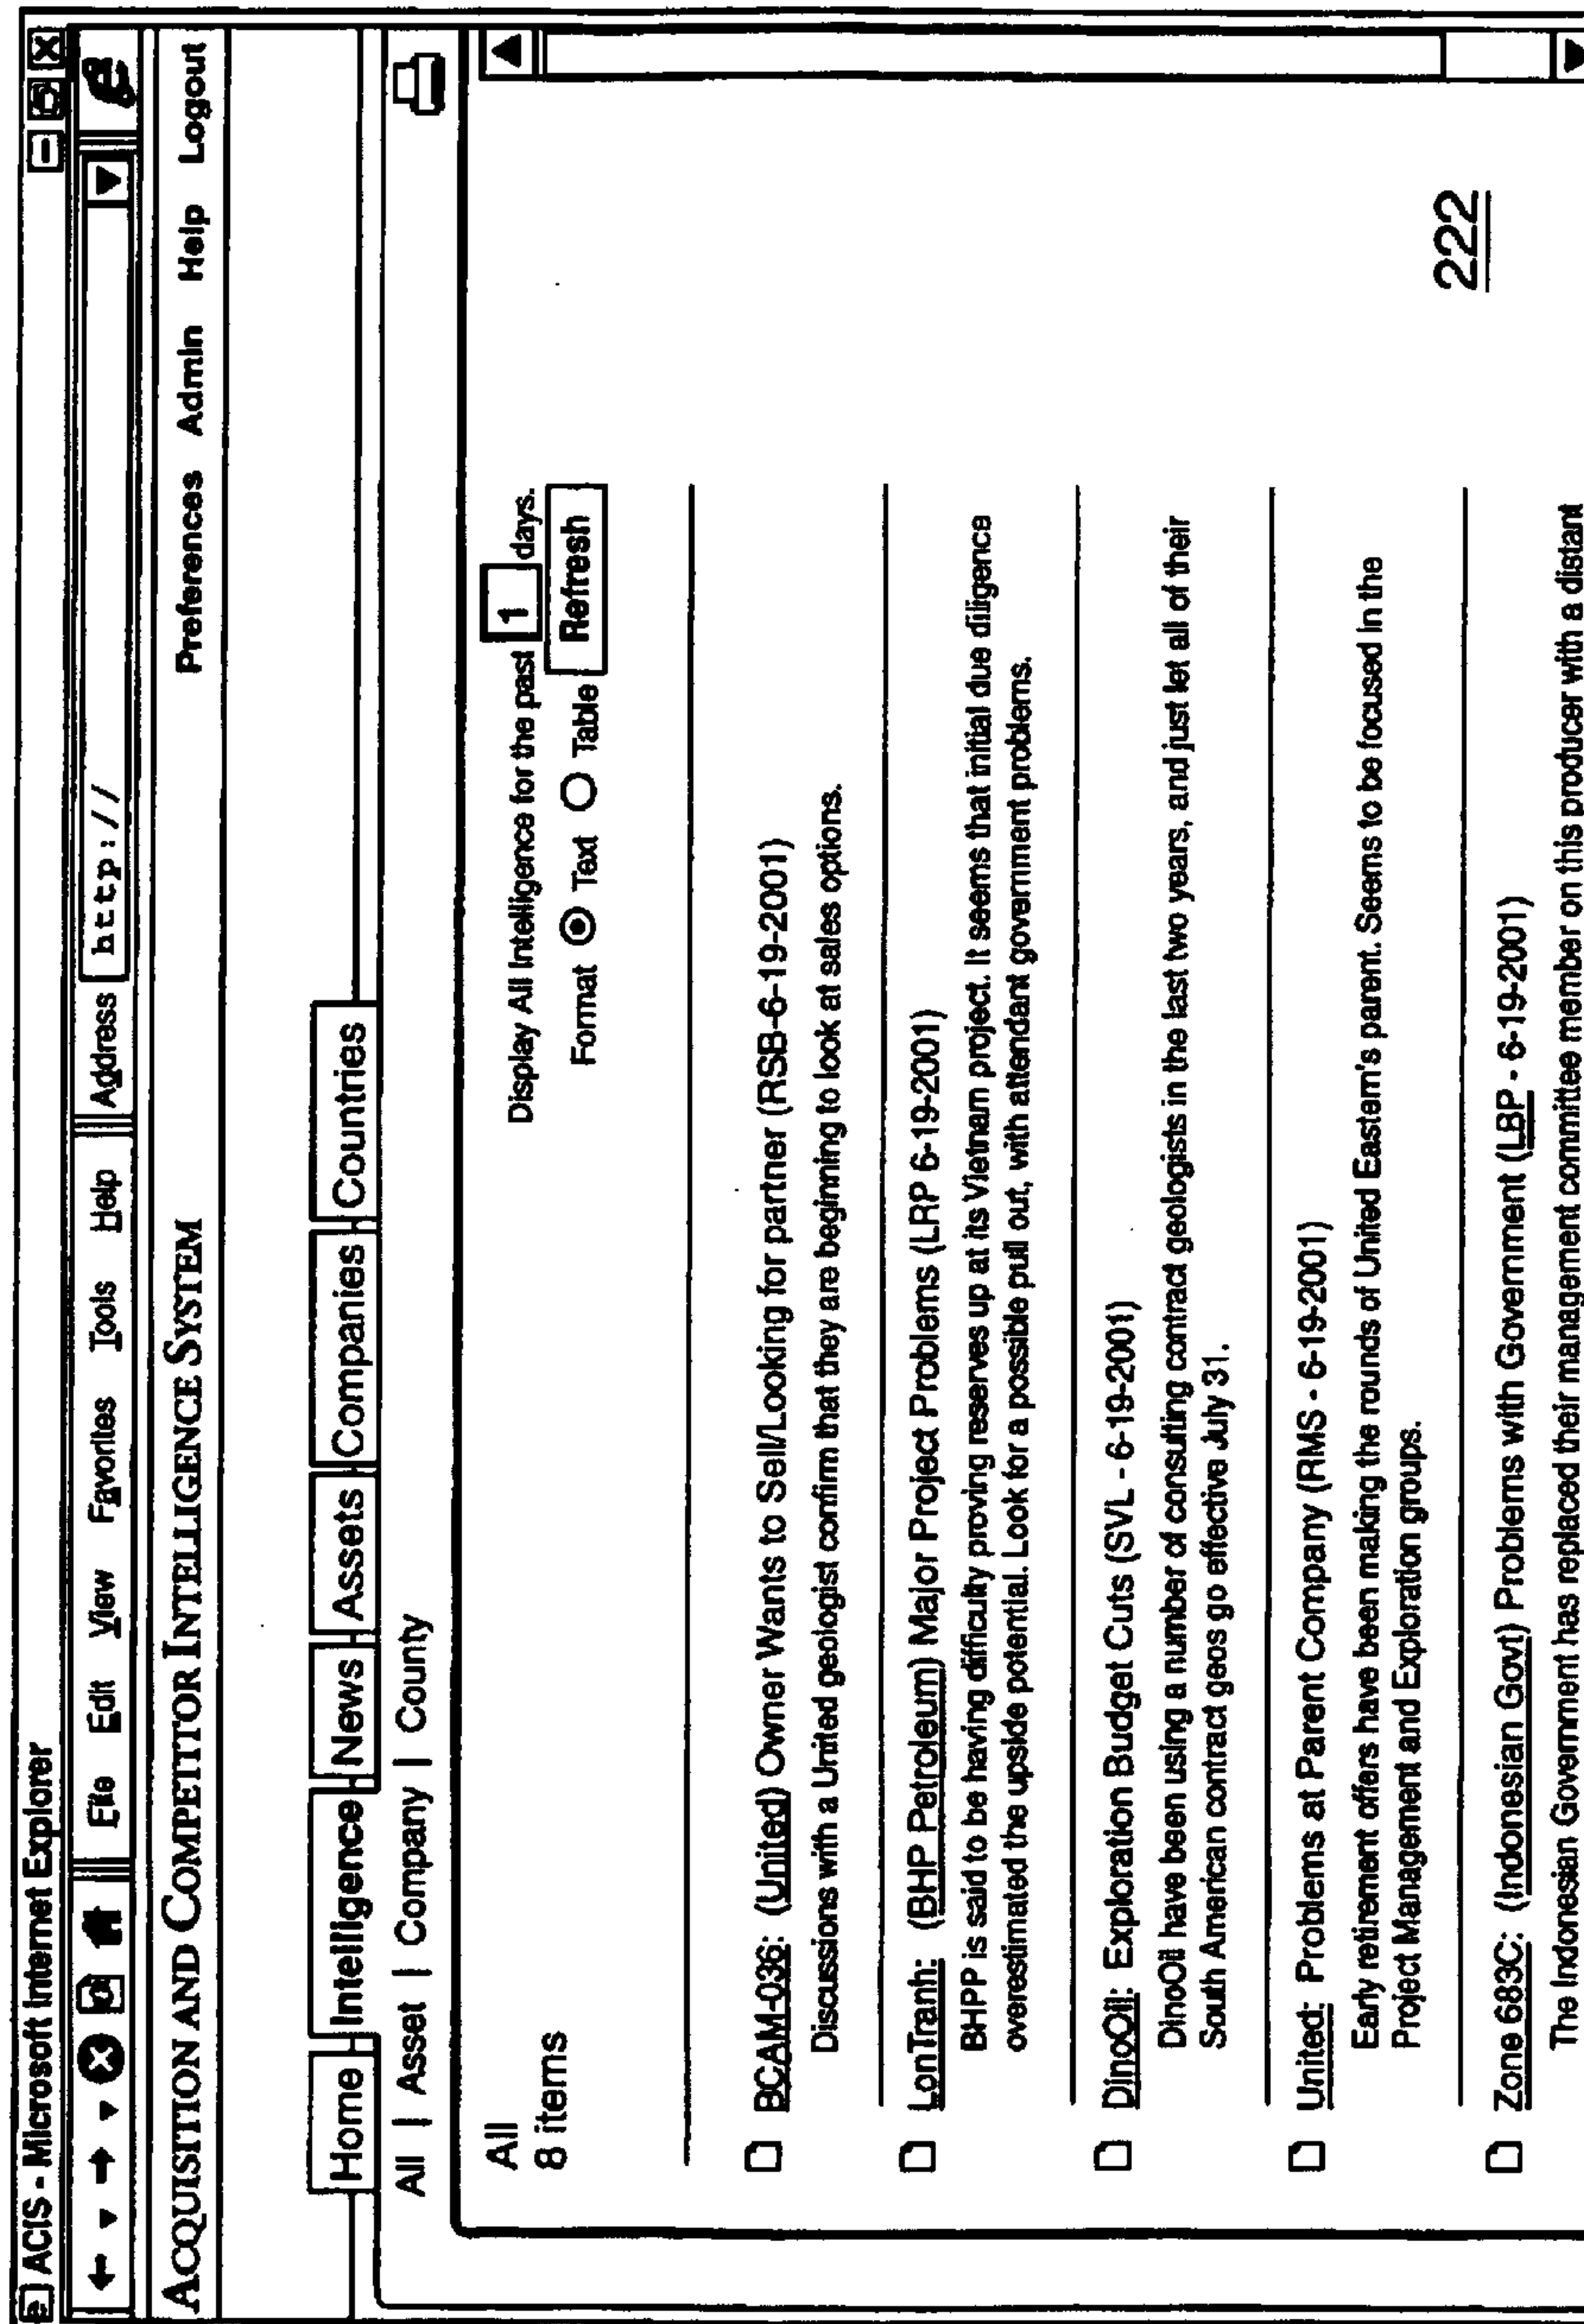 ACIS - Microsoft Internet Explorer
File Edit View Favorites Tools Help Address http://
ACQUISITION AND COMPETITOR INTELLIGENCE SYSTEM
Preferences Admin Help Logout
Home Intelligence News Assets Companies Countries
All | Asset | Company | County
All
8 items
Display All Intelligence for the past 1 days.
Format Text Table Refresh
BCAM-036: (United) Owner Wants to Sell/Looking for partner (RSB-6-19-2001)
Discussions with a United geologist confirm that they are beginning to look at sales options.
LonTranh: (BHP Petroleum) Major Project Problems (LRP 6-19-2001)
BHPP is said to be having difficulty proving reserves up at its Vietnam project. It seems that initial due diligence
overestimated the upside potential. Look for a possible pull out, with attendant government problems.
DinoOil: Exploration Budget Cuts (SVL - 6-19-2001)
DinoOil have been using a number of consulting contract geologists in the last two years, and just let all of their
South American contract geos go effective July 31.
United: Problems at Parent Company (RMS - 6-19-2001)
Early retirement offers have been making the rounds of United Eastern's parent. Seems to be focused in the
Project Management and Exploration groups.
222
Zone 683C: (Indonesian Govt) Problems with Government (LBP - 6-19-2001)
The Indonesian Government has replaced their management committee member on this producer with a distant